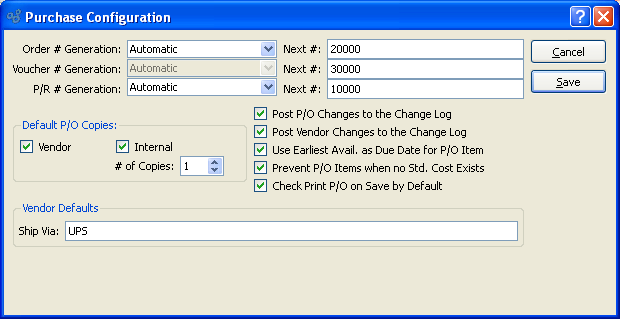 Purchase Configuration
Order # Generation: Automatic Next #: 20000 Cancel
Voucher # Generation: Automatic Next #: 30000
P/R # Generation: Automatic Next #: 10000 Save
Post P/O Changes to the Change Log
Default P/O Copies:
Post Vendor Changes to the Change Log
Vendor Internal
Use Earliest Avail. as Due Date for P/O Item
# of Copies: 1
Prevent P/O Items when no Std. Cost Exists
Check Print P/O on Save by Default
Vendor Defaults
Ship Via: UPS